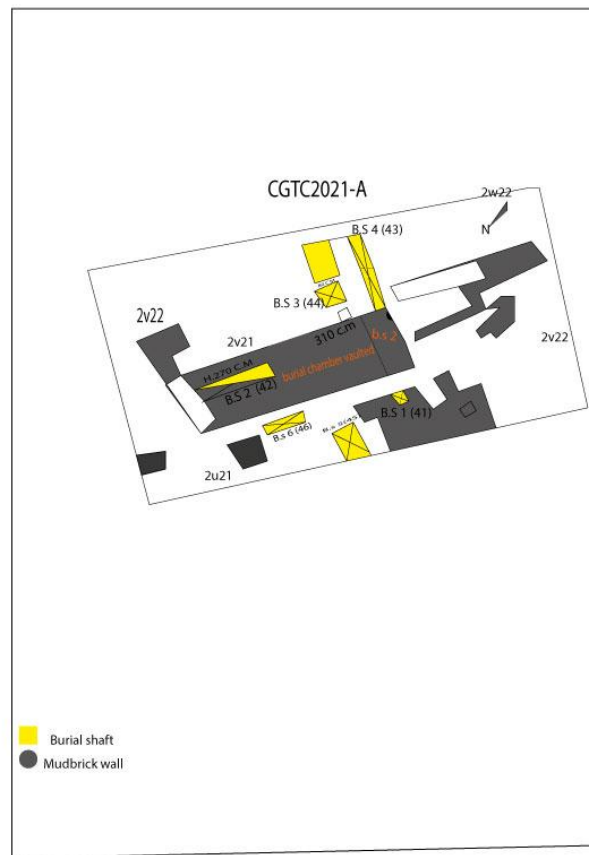 CGTC2021-A
2w22
N
B.S 4 (43)
B.S 3 (44)
2v22
2v21
310 c.m
b.s 2
2v22
H.270 C.M
burial chamber vaulted
B.S 2 (42)
B.S 1 (41)
B.s 6 (46)
2u21
Burial shaft
Mudbrick wall